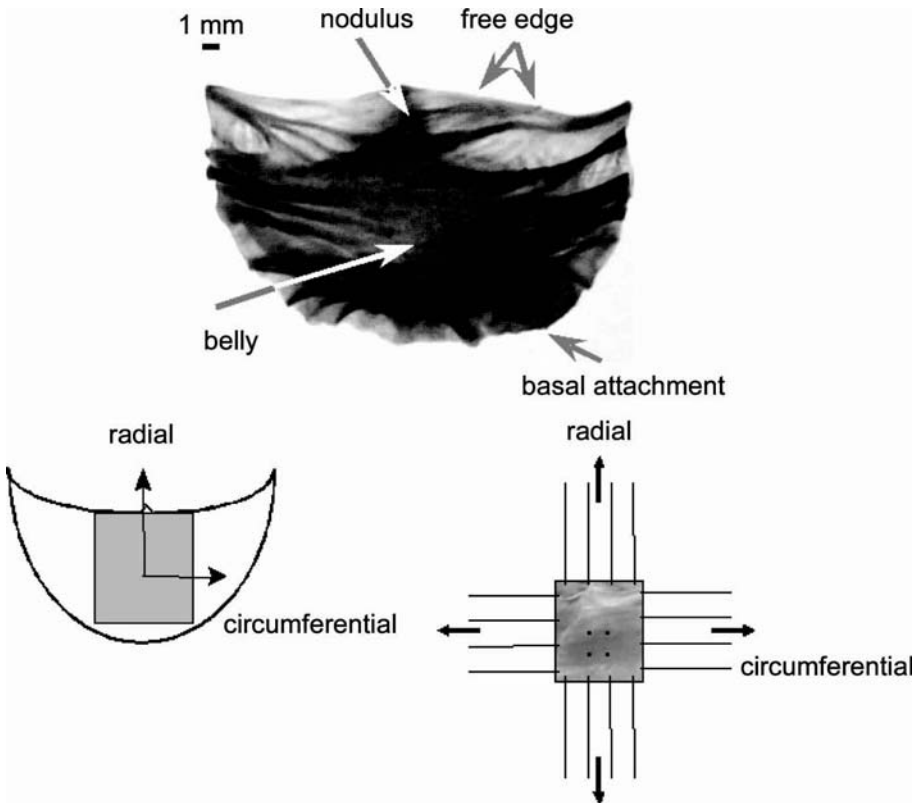 nodulus
free edge
1 mm
belly
basal attachment
radial
circumferential
radial
circumferential